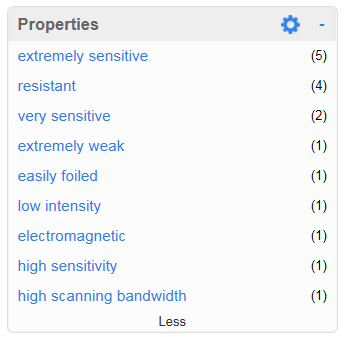 Properties -
extremely sensitive (5)
resistant (4)
very sensitive (2)
extremely weak (1)
easily foiled (1)
low intensity (1)
electromagnetic (1)
high sensitivity (1)
high scanning bandwidth (1)
Less